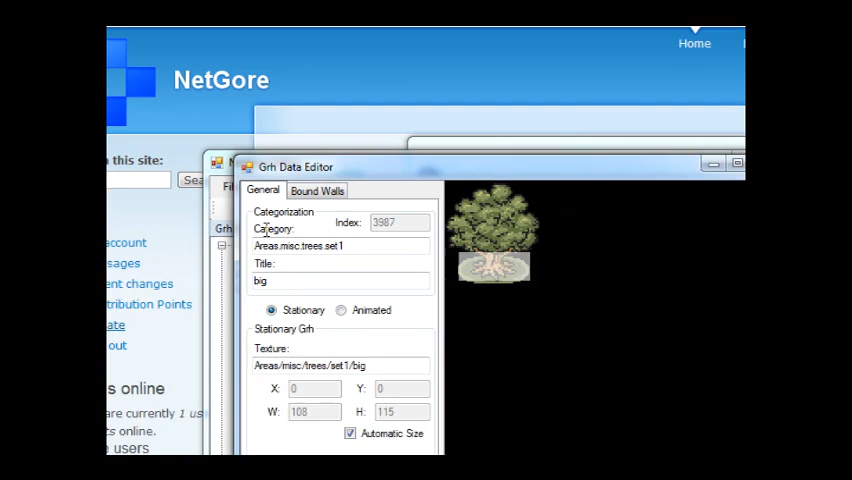 Home
NetGore
this site:
Sea
Grh Data Editor
Fil
General
Bound Walls
Categorization
Index:
3987
Grh
Category:
Areas.misc.trees.set1
Title:
big
Stationary
Animated
Stationary Grh
Texture:
Areas/misc/trees/set1/big
X:
0
Y:
0
W:
108
H:
115
Automatic Size
account
sages
ent changes
tribution Points
ate
out
s online
are currently 1 us
ts online.
e users